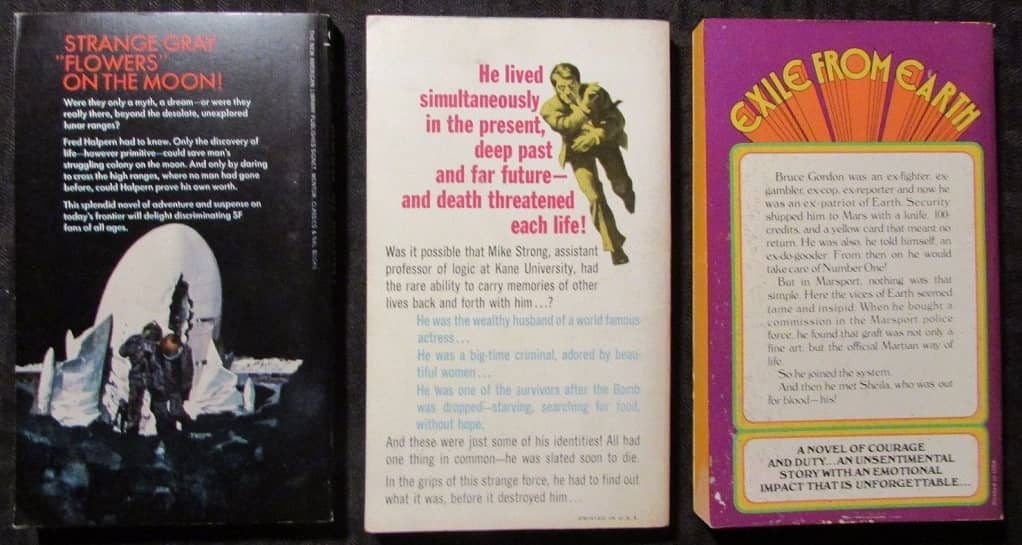 STRANGE GRAY
"FLOWERS"
ON THE MOON!
Were they only a myth, a dream—or were they
really there, beyond the desolate, unexplored
lunar ranges?
Fred Halpern had to know. Only the discovery of
life—however primitive—could save man's
struggling colony on the moon. And only by daring
to cross the high ranges, where no man had gone
before, could Halpern prove his own worth.
This splendid novel of adventure and suspense on
today's frontier will delight discriminating SF
fans of all ages.
He lived
simultaneously
in the present,
deep past
and far future—
and death threatened
each life!
Was it possible that Mike Strong, assistant
professor of logic at Kane University, had
the rare ability to carry memories of other
lives back and forth with him...?
He was the wealthy husband of a world famous
actress...
He was a big-time criminal, adored by beau-
tiful women...
He was one of the survivors after the Bomb
was dropped—starving, searching for food,
without hope.
And these were just some of his identities! All had
one thing in common—he was slated soon to die.
In the grips of this strange force, he had to find out
what it was, before it destroyed him...
PRINTED IN U.S.A.
EXILE FROM EARTH
Bruce Gordon was an ex-fighter, ex-
gambler, ex-cop, ex-reporter and now he
was an ex-patriot of Earth. Security
shipped him to Mars with a knife, 100
credits, and a yellow card that meant no
return. He was also, he told himself, an
ex-do-gooder. From then on he would
take care of Number One!
But in Marsport, nothing was that
simple. Here the vices of Earth seemed
tame and insipid. When he bought a
commission in the Marsport police
force, he found that graft was not only a
fine art, but the official Martian way of
life.
So he joined the system.
And then he met Sheila, who was out
for blood—his!
A NOVEL OF COURAGE
AND DUTY...AN UNSENTIMENTAL
STORY WITH AN EMOTIONAL
IMPACT THAT IS UNFORGETTABLE...